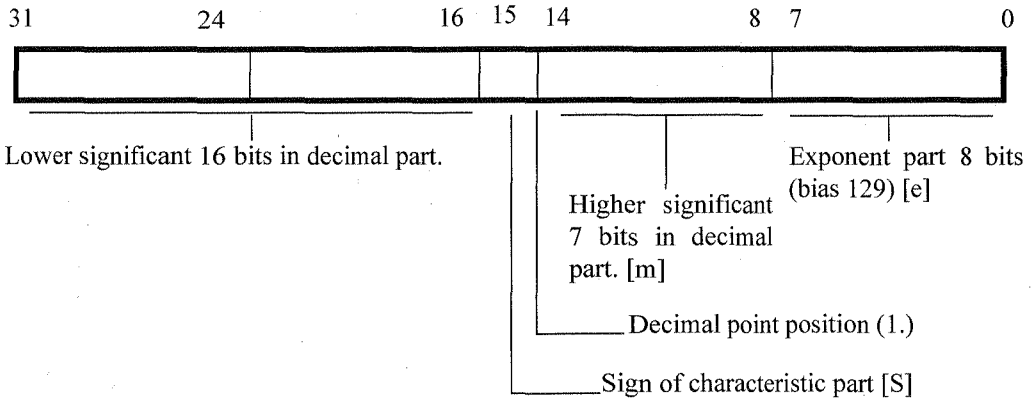 31 24 16 15 14 8 7 0
Lower significant 16 bits in decimal part.
Exponent part 8 bits
(bias 129) [e]
Higher significant
7 bits in decimal
part. [m]
Decimal point position (1.)
Sign of characteristic part [S]